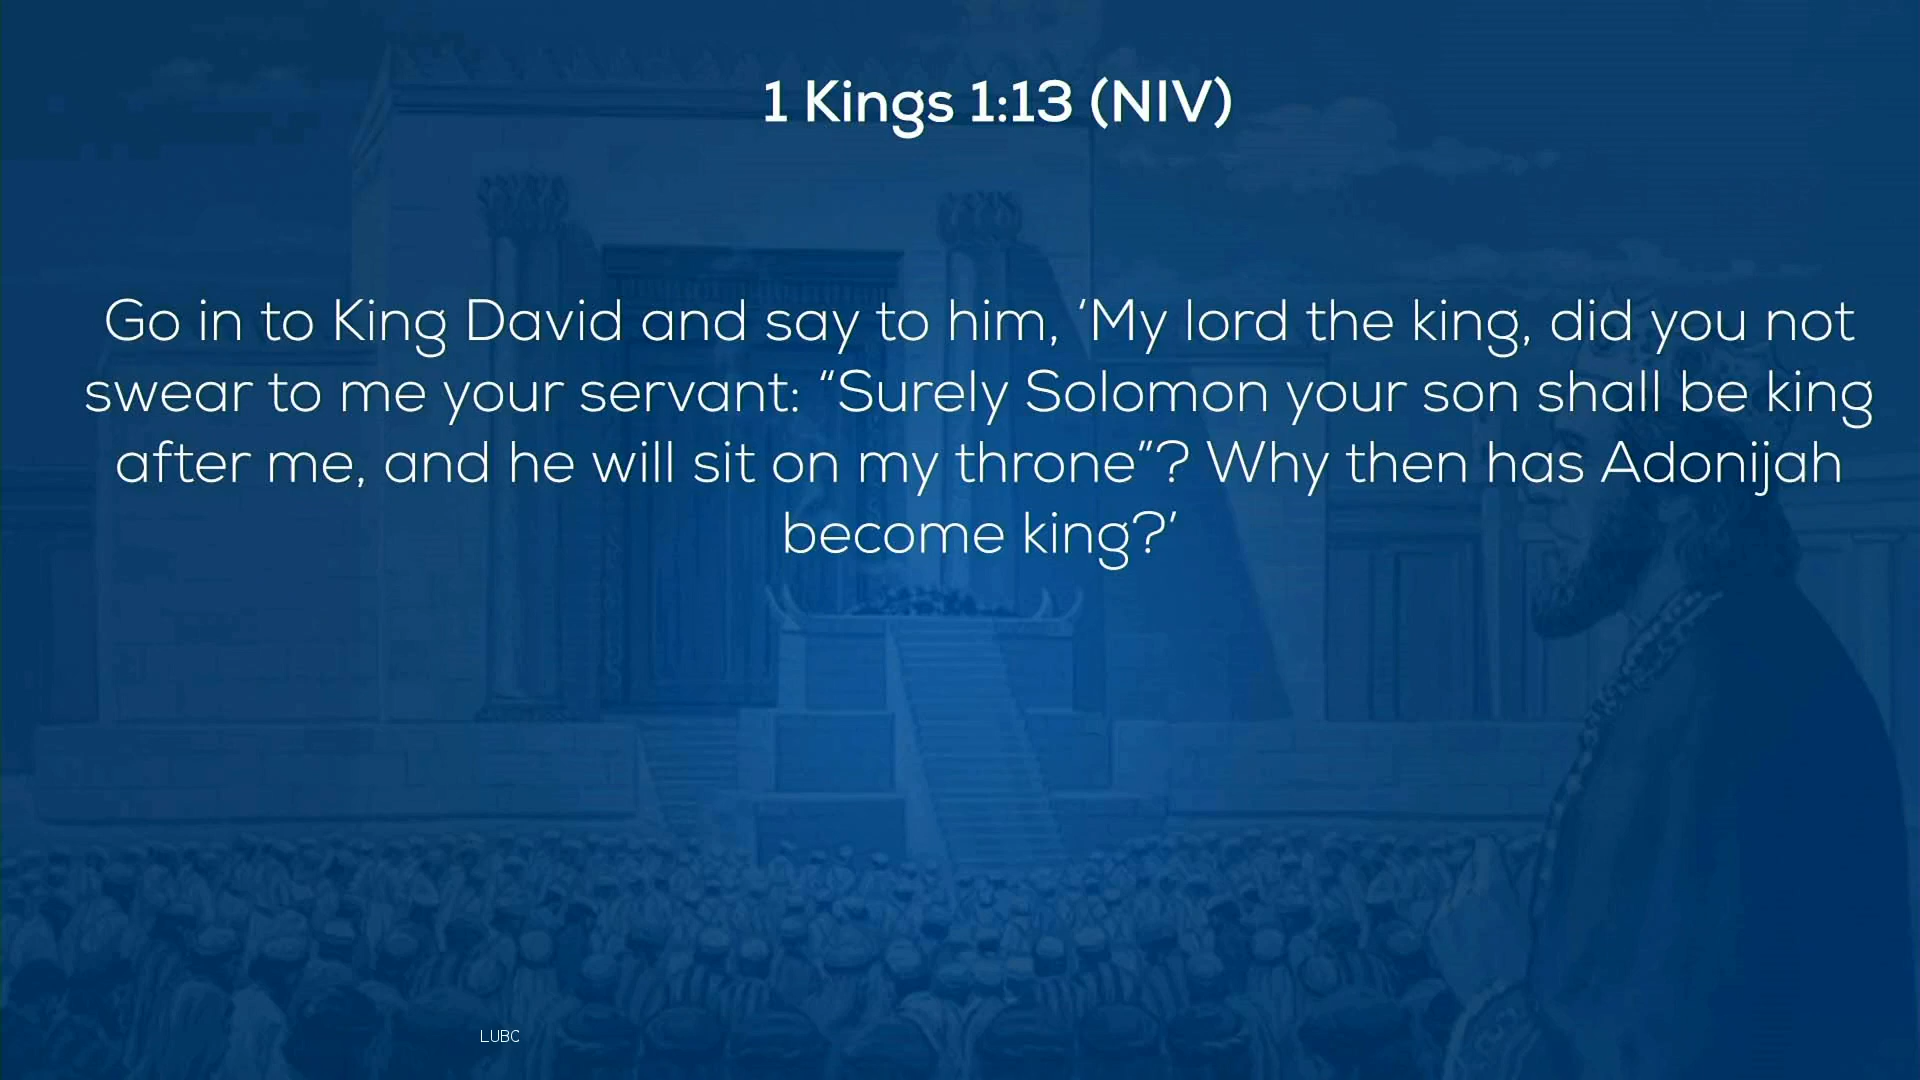 1 Kings 1:13 (NIV)
Go in to King David and say to him, ‘My lord the king, did you not
swear to me your servant: “Surely Solomon your son shall be king
after me, and he will sit on my throne”? Why then has Adonijah
become king?’
LUBC